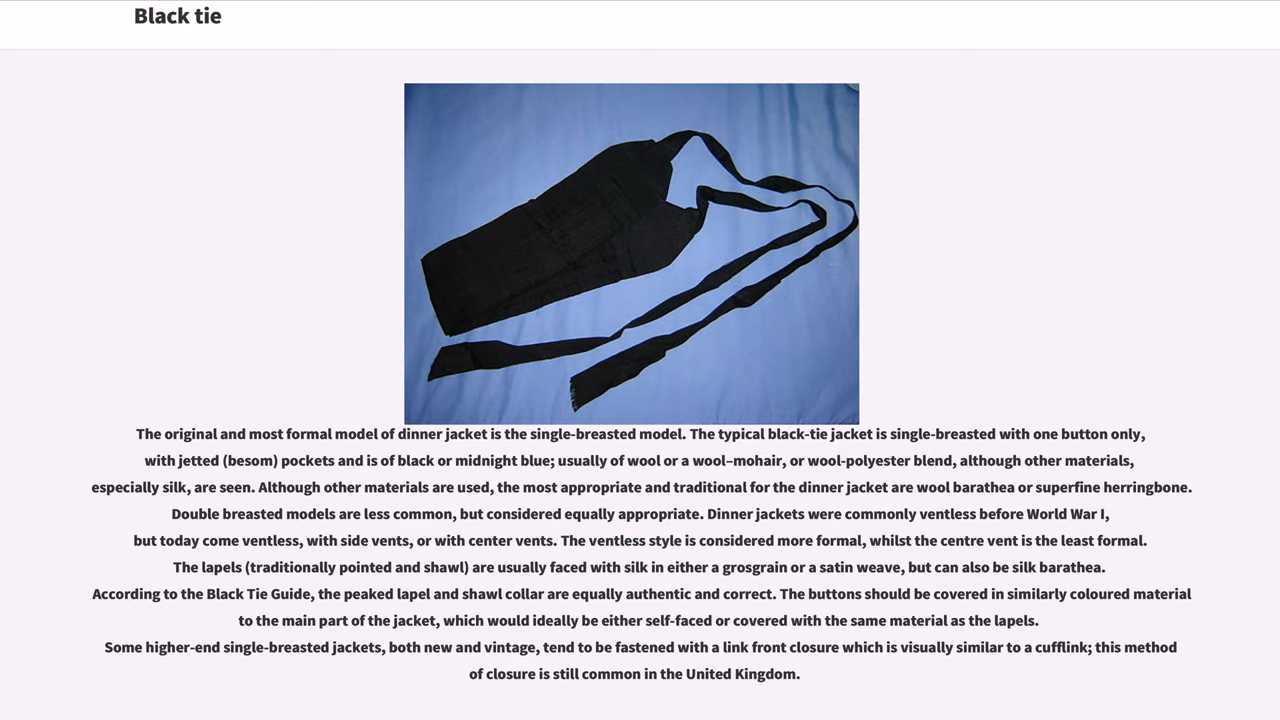 Black tie
The original and most formal model of dinner jacket is the single-breasted model. The typical black-tie jacket is single-breasted with one button only,
with jetted (besom) pockets and is of black or midnight blue; usually of wool or a wool–mohair, or wool-polyester blend, although other materials,
especially silk, are seen. Although other materials are used, the most appropriate and traditional for the dinner jacket are wool barathea or superfine herringbone.
Double breasted models are less common, but considered equally appropriate. Dinner jackets were commonly ventless before World War I,
but today come ventless, with side vents, or with center vents. The ventless style is considered more formal, whilst the centre vent is the least formal.
The lapels (traditionally pointed and shawl) are usually faced with silk in either a grosgrain or a satin weave, but can also be silk barathea.
According to the Black Tie Guide, the peaked lapel and shawl collar are equally authentic and correct. The buttons should be covered in similarly coloured material
to the main part of the jacket, which would ideally be either self-faced or covered with the same material as the lapels.
Some higher-end single-breasted jackets, both new and vintage, tend to be fastened with a link front closure which is visually similar to a cufflink; this method
of closure is still common in the United Kingdom.